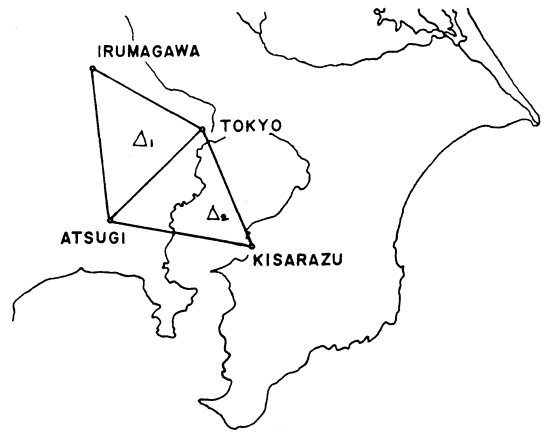 IRUMAGAWA
TOKYO
Δ₁
Δ₂
ATSUGI
KISARAZU